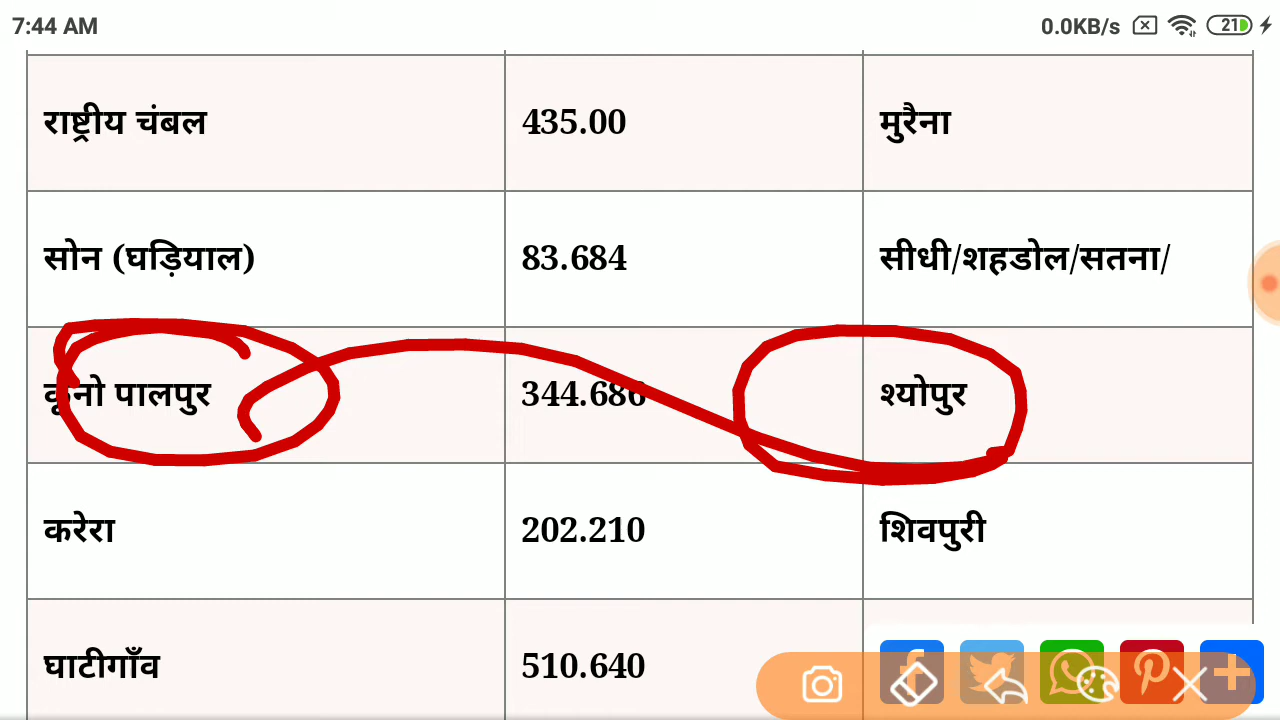 7:44 AM 0.0KB/s 21
राष्ट्रीय चंबल 435.00 मुरैना
सोन (घड़ियाल) 83.684 सीधी/शहडोल/सतना/
कूनो पालपुर 344.686 श्योपुर
करेरा 202.210 शिवपुरी
घाटीगाँव 510.640